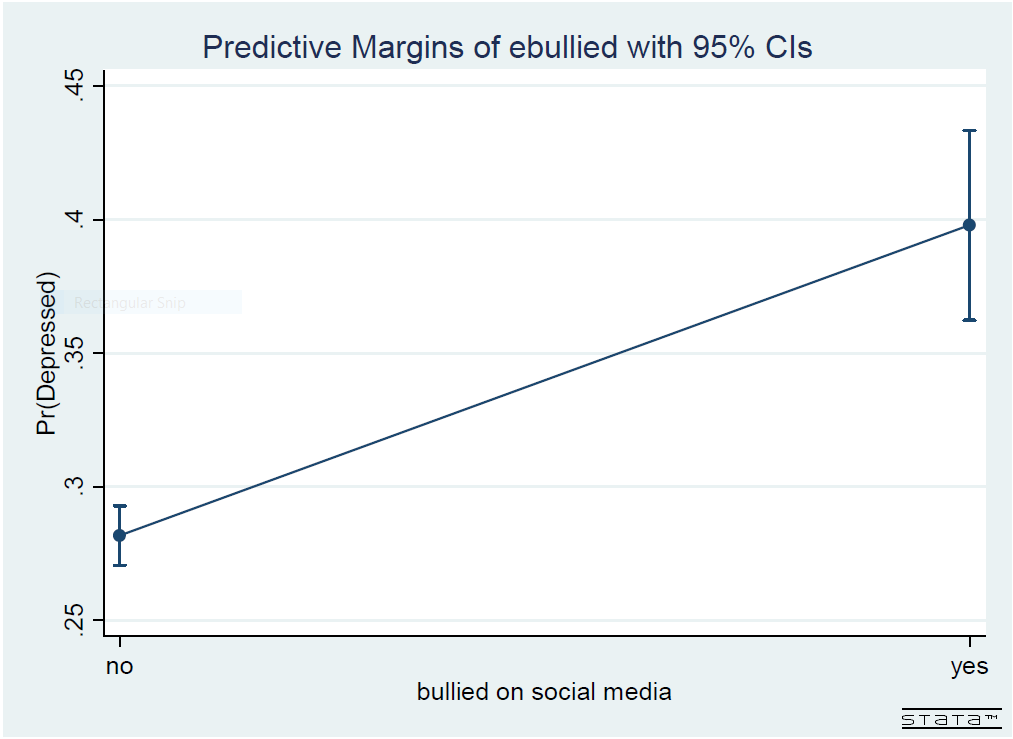 Predictive Margins of ebullied with 95% CIs
Pr(Depressed)
.45
.4
.35
.3
.25
Rectangular Snip
no
yes
bullied on social media
STATA™